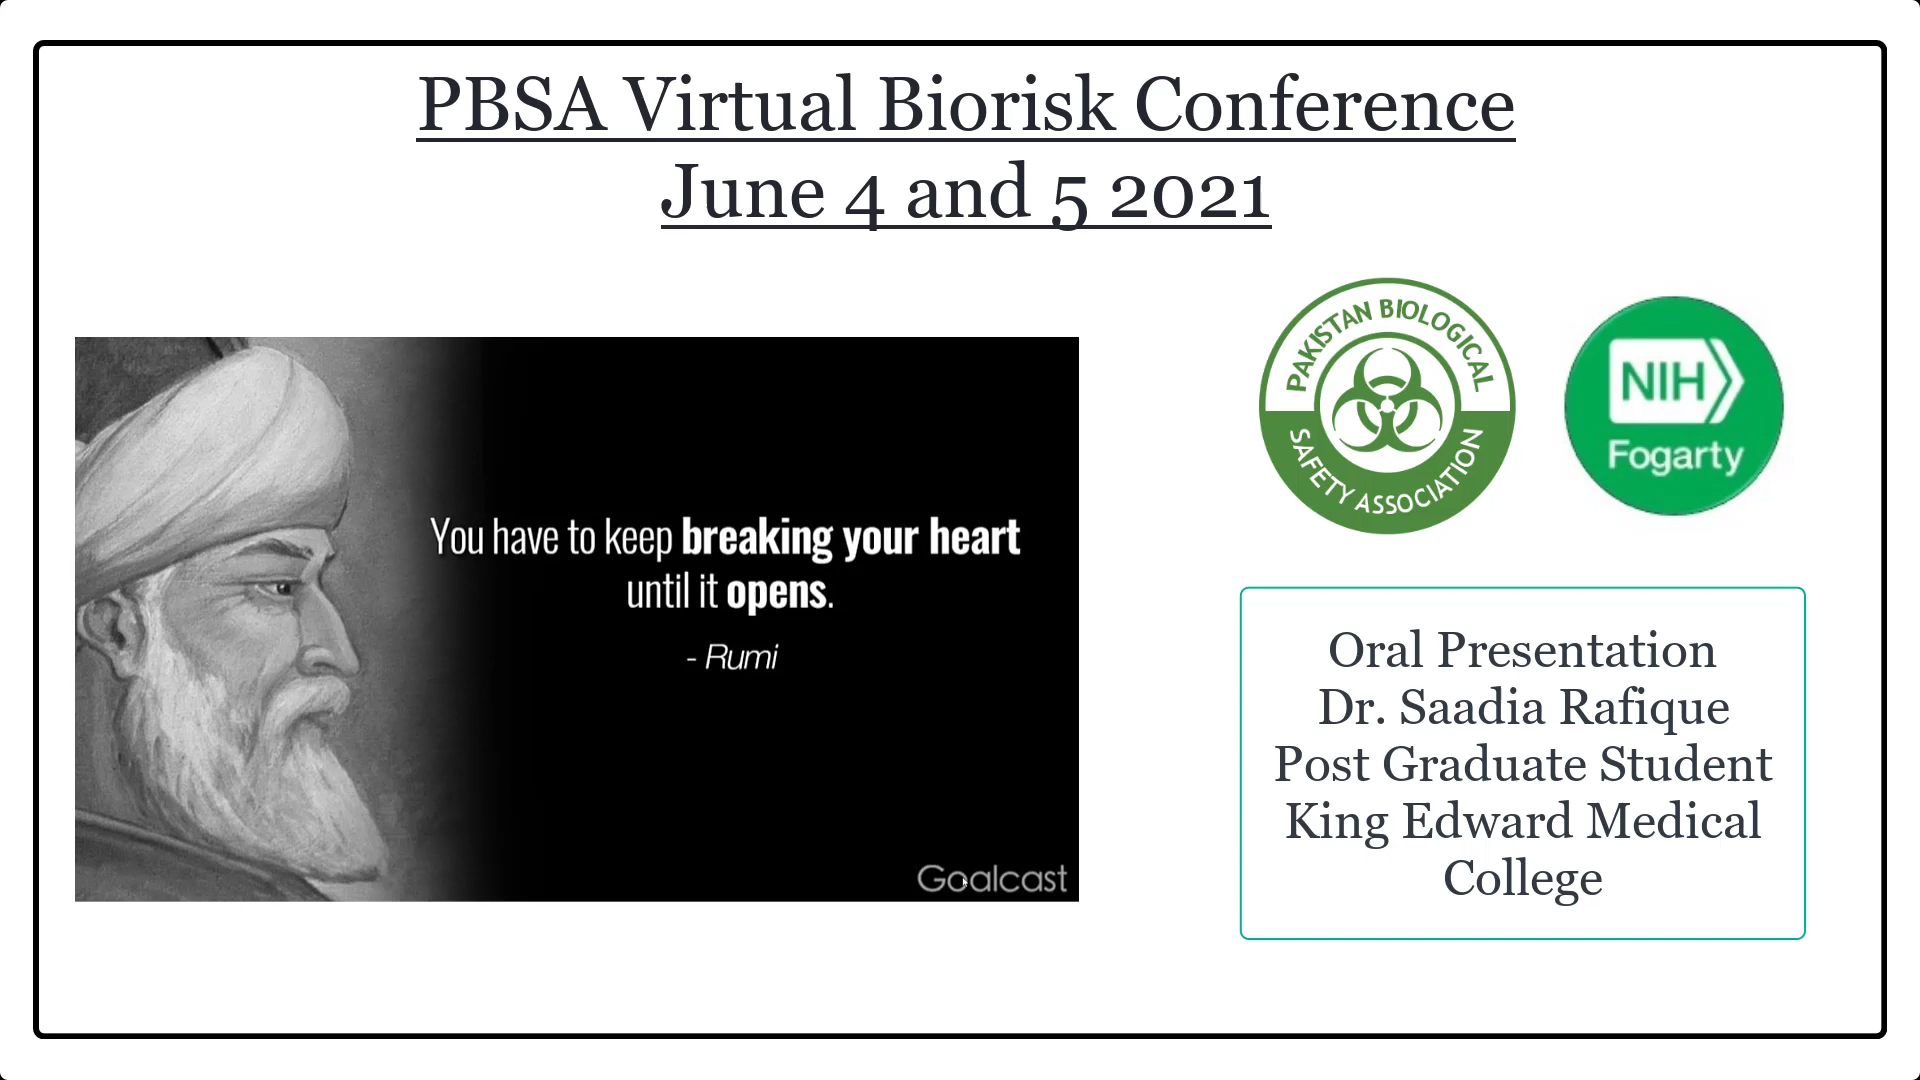 PBSA Virtual Biorisk Conference
June 4 and 5 2021
You have to keep breaking your heart
until it opens.
- Rumi
Goalcast
PAKISTAN BIOLOGICAL
SAFETY ASSOCIATION
NIH
Fogarty
Oral Presentation
Dr. Saadia Rafique
Post Graduate Student
King Edward Medical
College